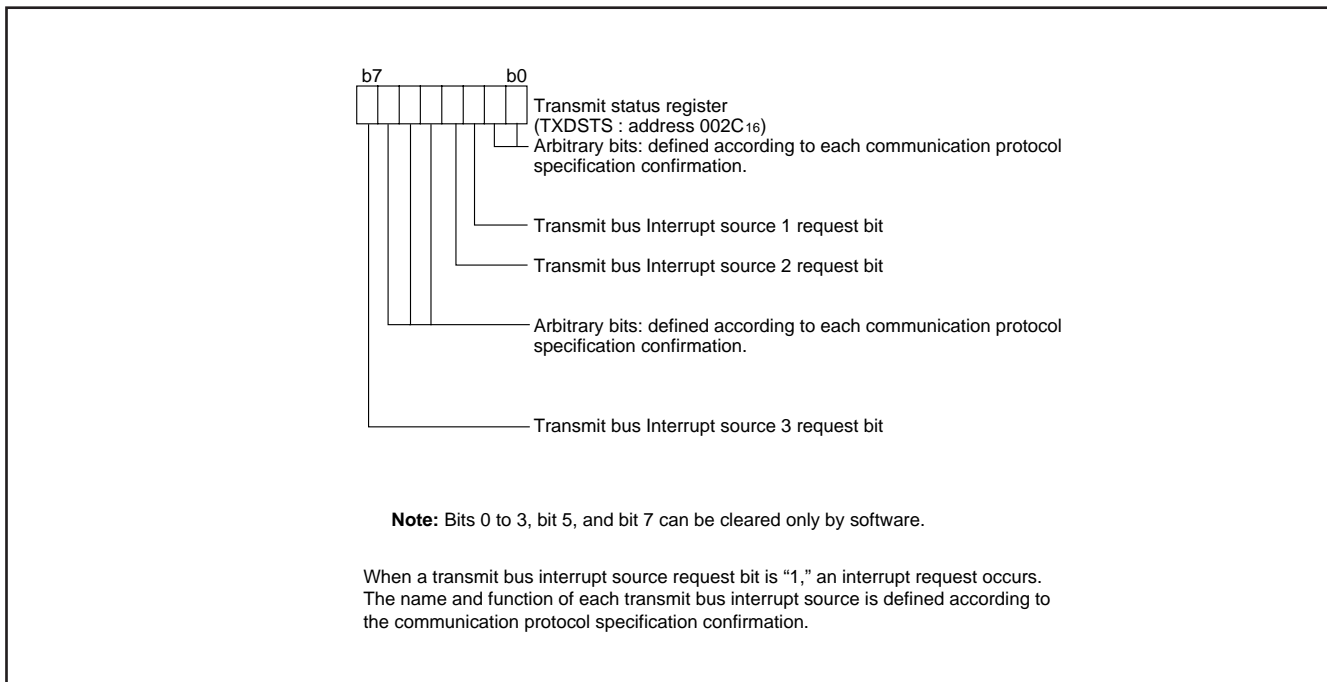 b7 b0
Transmit status register
(TXDSTS : address 002C16)
Arbitrary bits: defined according to each communication protocol
specification confirmation.
Transmit bus Interrupt source 1 request bit
Transmit bus Interrupt source 2 request bit
Arbitrary bits: defined according to each communication protocol
specification confirmation.
Transmit bus Interrupt source 3 request bit
Note: Bits 0 to 3, bit 5, and bit 7 can be cleared only by software.
When a transmit bus interrupt source request bit is “1,” an interrupt request occurs.
The name and function of each transmit bus interrupt source is defined according to
the communication protocol specification confirmation.